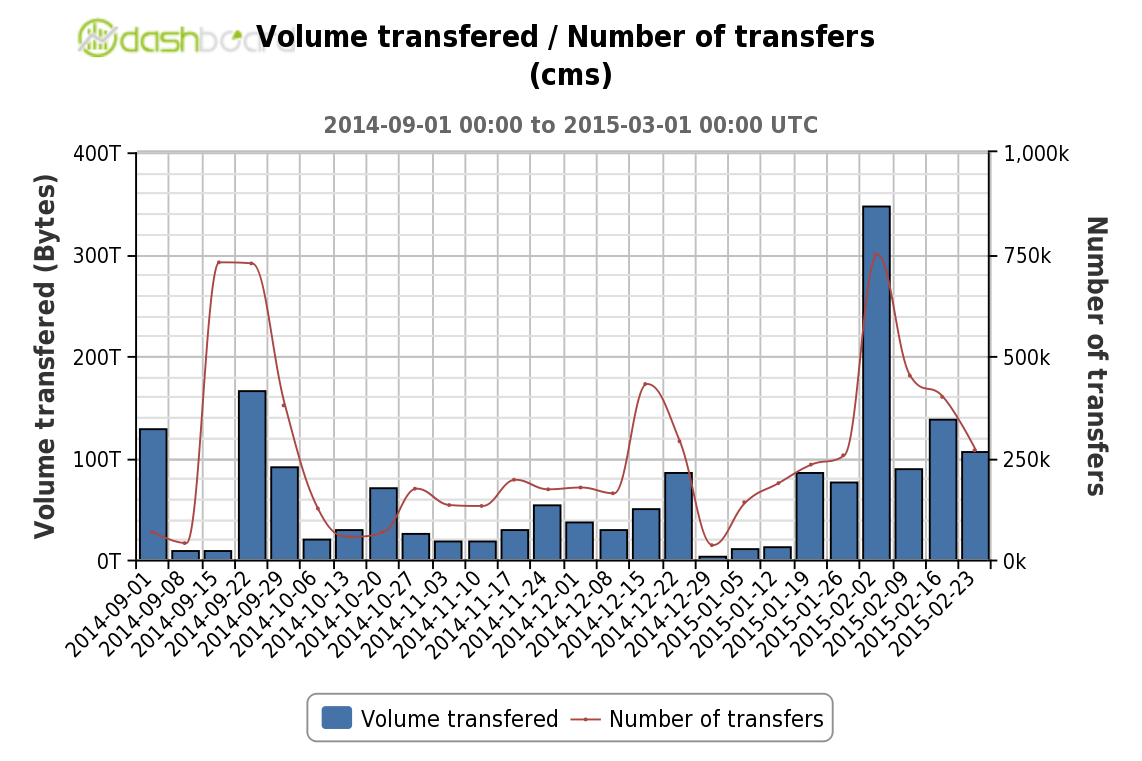 dashboard
Volume transfered / Number of transfers
(cms)
2014-09-01 00:00 to 2015-03-01 00:00 UTC
Volume transfered (Bytes)
400T
300T
200T
100T
0T
1,000k
750k
500k
250k
0k
Number of transfers
2014-09-01
2014-09-08
2014-09-15
2014-09-22
2014-09-29
2014-10-06
2014-10-13
2014-10-20
2014-10-27
2014-11-03
2014-11-10
2014-11-17
2014-11-24
2014-12-01
2014-12-08
2014-12-15
2014-12-22
2014-12-29
2015-01-05
2015-01-12
2015-01-19
2015-01-26
2015-02-02
2015-02-09
2015-02-16
2015-02-23
Volume transfered
Number of transfers